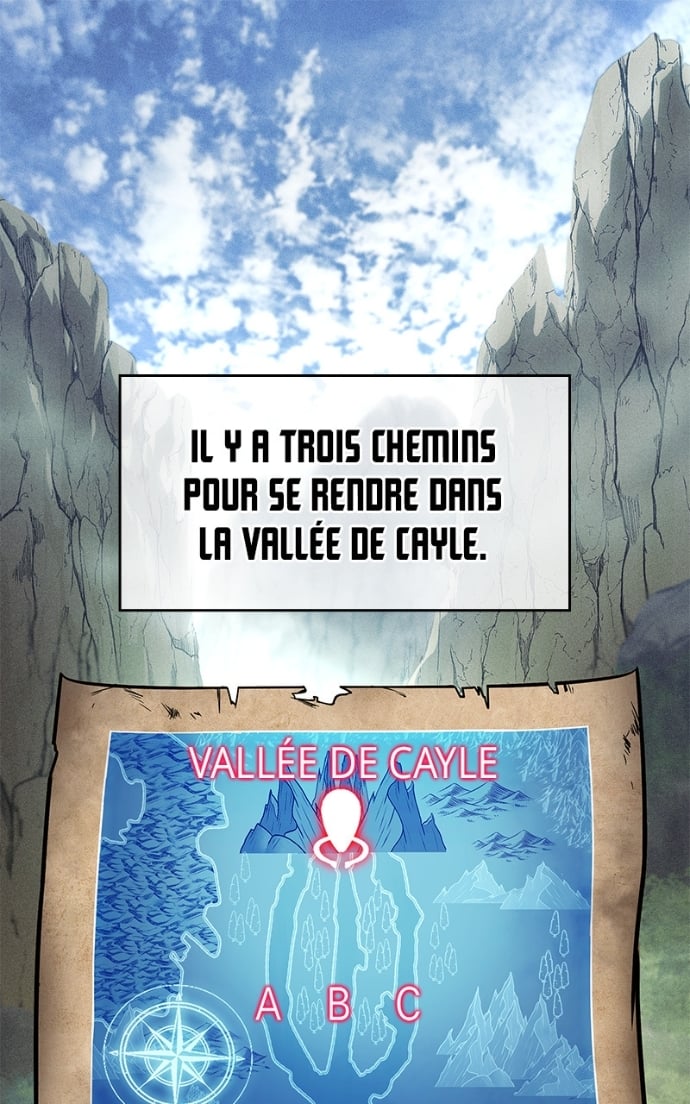 IL Y A TROIS CHEMINS
POUR SE RENDRE DANS
LA VALLÉE DE CAYLE.
VALLÉE DE CAYLE
A B C